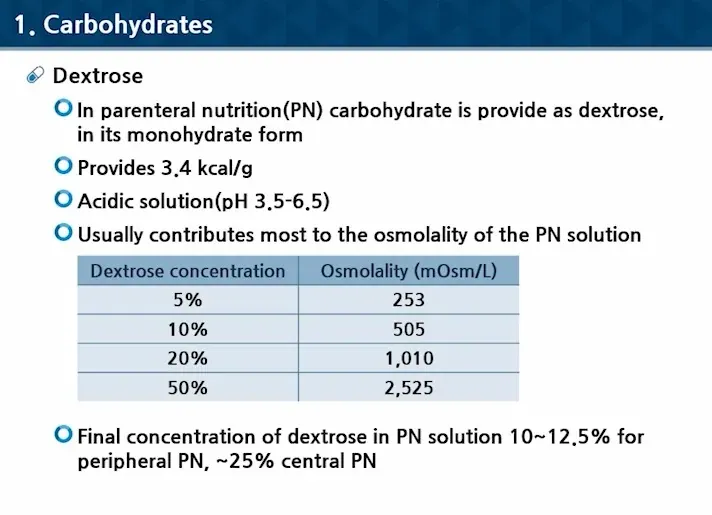 1. Carbohydrates
Dextrose
In parenteral nutrition(PN) carbohydrate is provide as dextrose,
in its monohydrate form
Provides 3.4 kcal/g
Acidic solution(pH 3.5-6.5)
Usually contributes most to the osmolality of the PN solution
Dextrose concentration Osmolality (mOsm/L)
5% 253
10% 505
20% 1,010
50% 2,525
Final concentration of dextrose in PN solution 10~12.5% for
peripheral PN, ~25% central PN